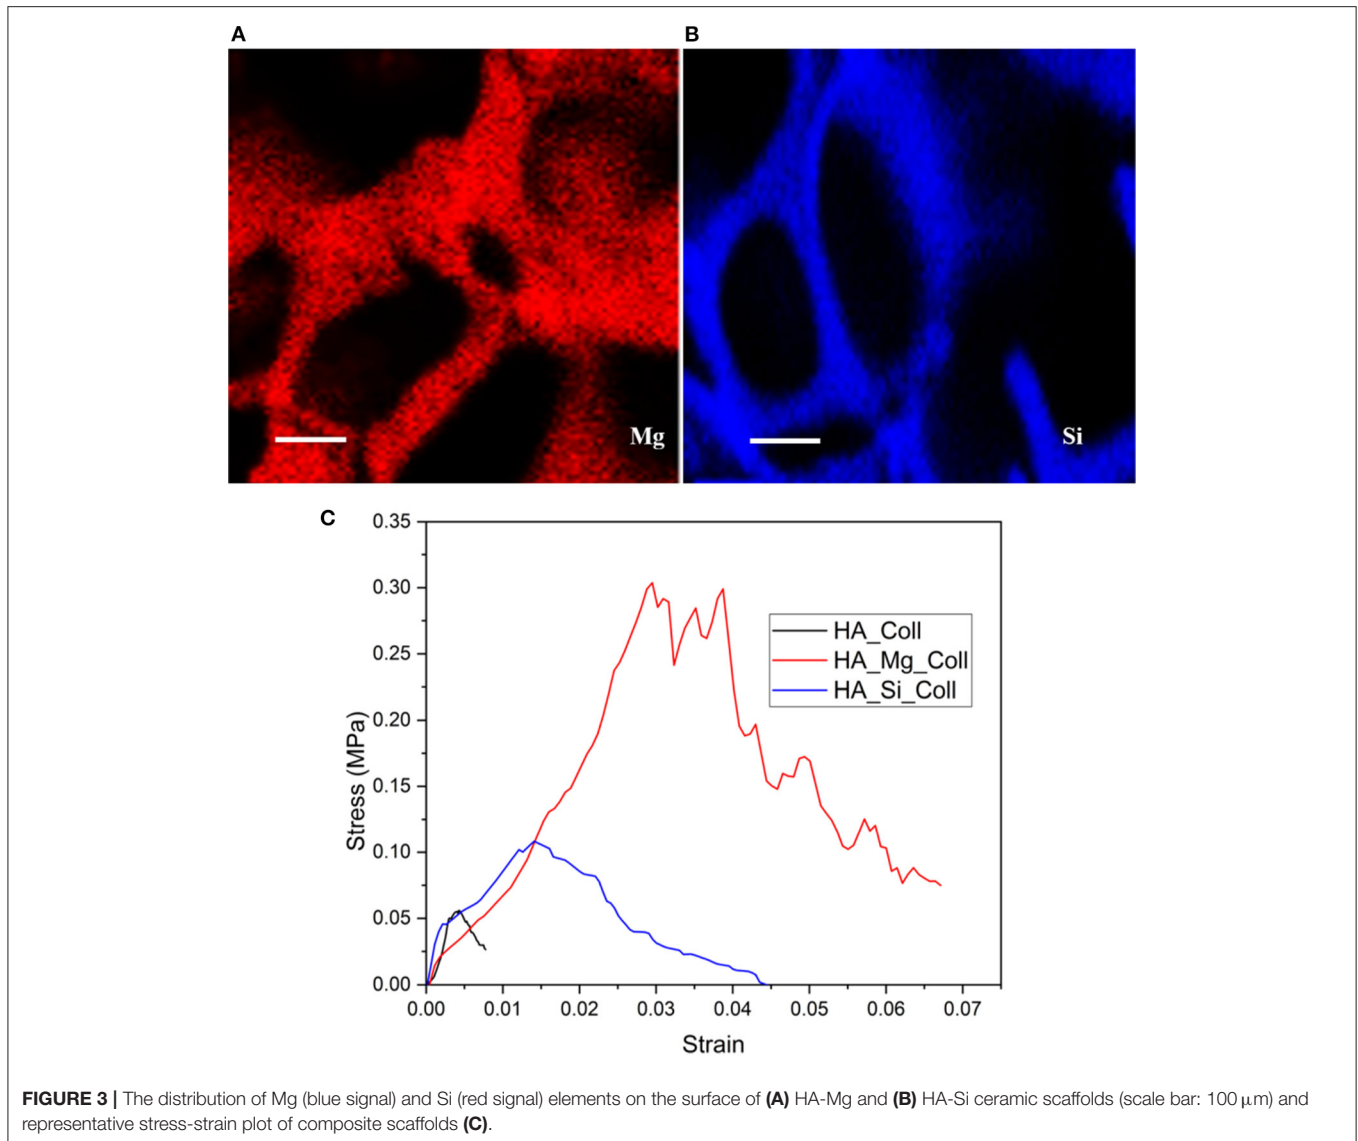 A
B
Mg
Si
C
0.35
0.30
0.25
0.20
0.15
0.10
0.05
0.00
Stress (MPa)
HA_Coll
HA_Mg_Coll
HA_Si_Coll
0.00 0.01 0.02 0.03 0.04 0.05 0.06 0.07
Strain
FIGURE 3 | The distribution of Mg (blue signal) and Si (red signal) elements on the surface of (A) HA-Mg and (B) HA-Si ceramic scaffolds (scale bar: 100 μm) and
representative stress-strain plot of composite scaffolds (C).